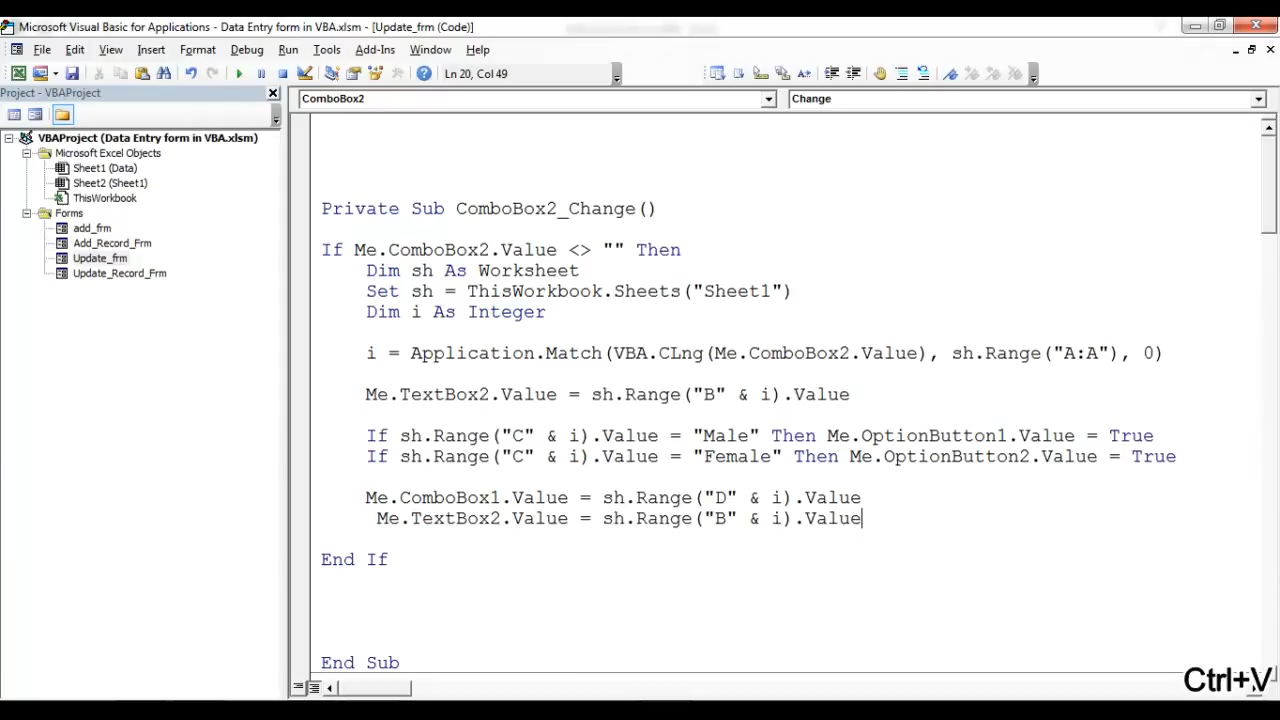 Microsoft Visual Basic for Applications - Data Entry form in VBA.xlsm - [Update_frm (Code)]
File Edit View Insert Format Debug Run Tools Add-Ins Window Help
Ln 20, Col 49
Project - VBAProject
ComboBox2
Change
VBAProject (Data Entry form in VBA.xlsm)
Microsoft Excel Objects
Sheet1 (Data)
Sheet2 (Sheet1)
ThisWorkbook
Forms
add_frm
Add_Record_Frm
Update_frm
Update_Record_Frm
Private Sub ComboBox2_Change()
If Me.ComboBox2.Value <> "" Then
Dim sh As Worksheet
Set sh = ThisWorkbook.Sheets("Sheet1")
Dim i As Integer
i = Application.Match(VBA.CLng(Me.ComboBox2.Value), sh.Range("A:A"), 0)
Me.TextBox2.Value = sh.Range("B" & i).Value
If sh.Range("C" & i).Value = "Male" Then Me.OptionButton1.Value = True
If sh.Range("C" & i).Value = "Female" Then Me.OptionButton2.Value = True
Me.ComboBox1.Value = sh.Range("D" & i).Value
Me.TextBox2.Value = sh.Range("B" & i).Value
End If
End Sub
Ctrl+V